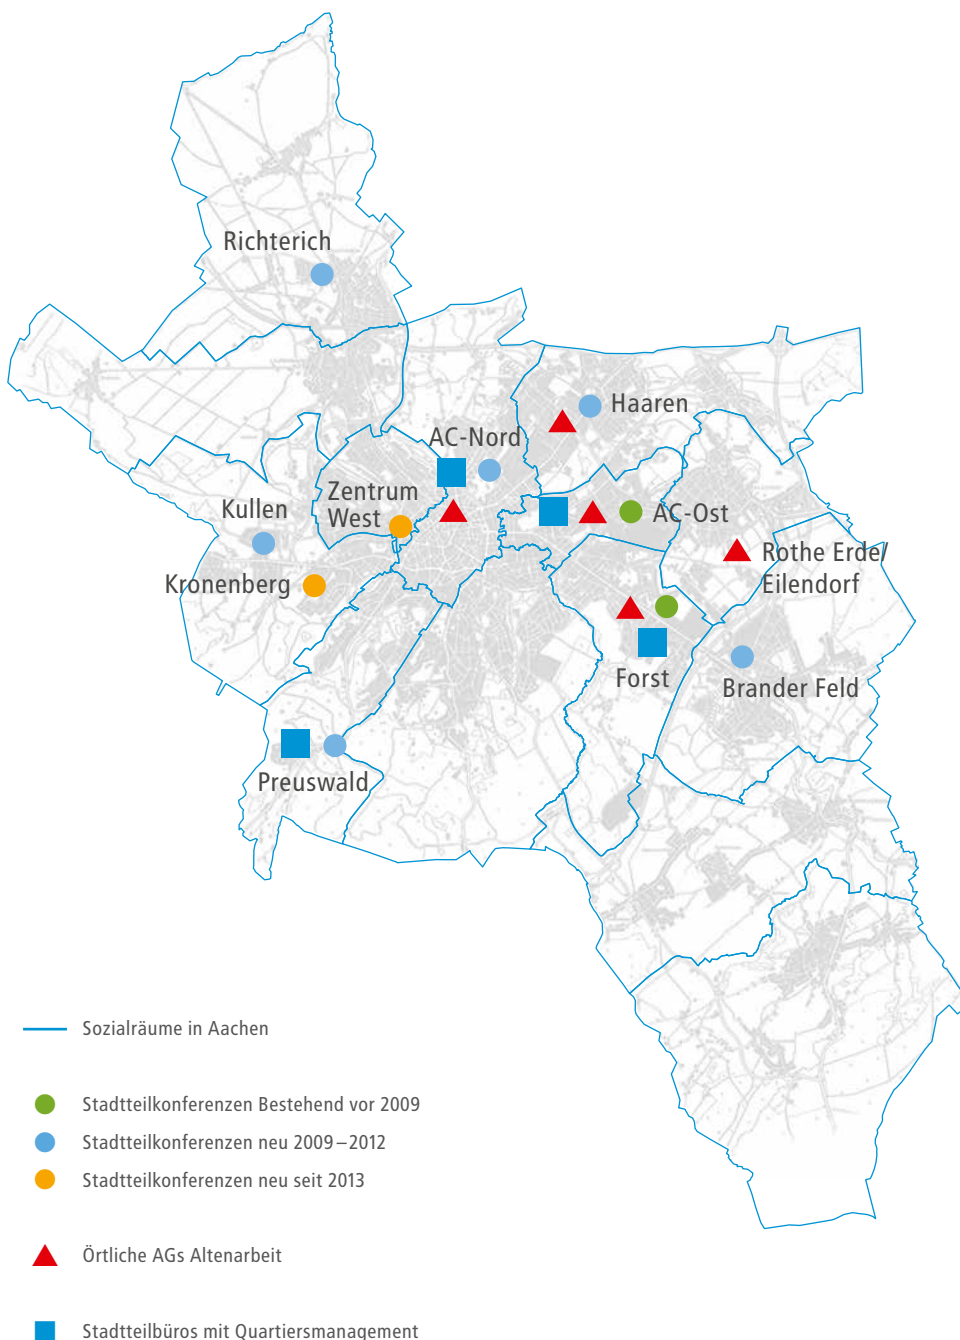 Richterich
Haaren
AC-Nord
Zentrum
West
Kullen
AC-Ost
Rothe Erde/
Eilendorf
Kronenberg
Forst
Brander Feld
Preuswald
Sozialräume in Aachen
Stadtteilkonferenzen Bestehend vor 2009
Stadtteilkonferenzen neu 2009–2012
Stadtteilkonferenzen neu seit 2013
Örtliche AGs Altenarbeit
Stadtteilbüros mit Quartiersmanagement